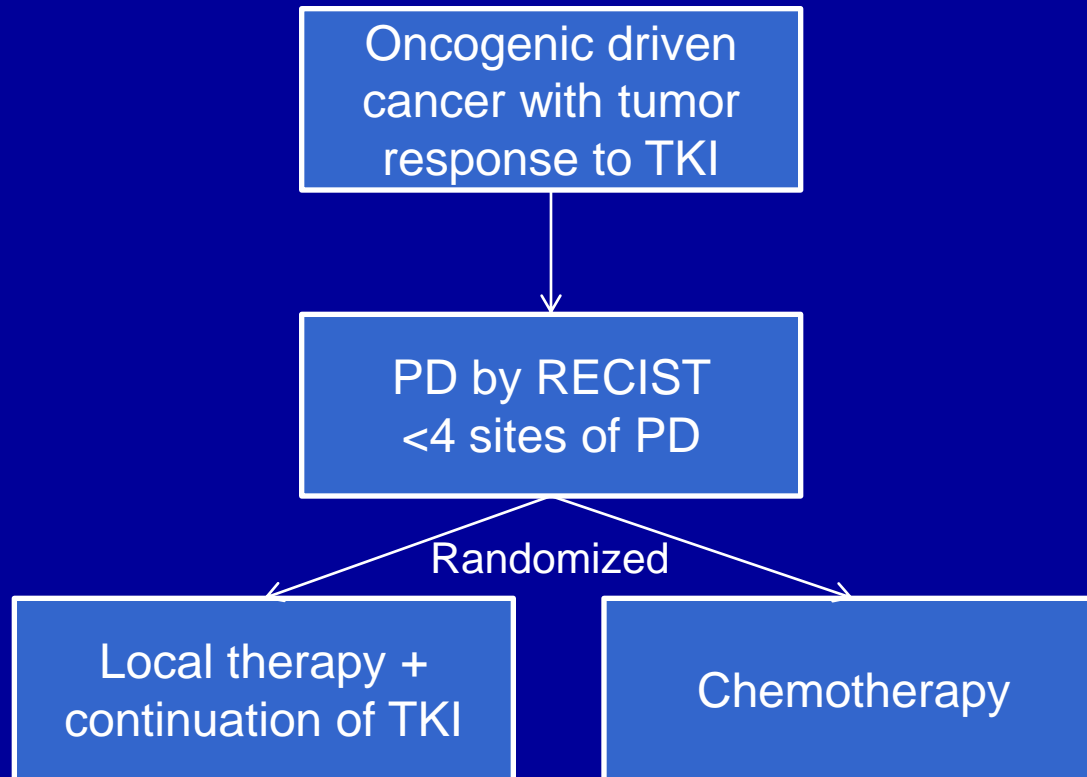 Oncogenic driven
cancer with tumor
response to TKI
PD by RECIST
<4 sites of PD
Randomized
Local therapy +
continuation of TKI
Chemotherapy